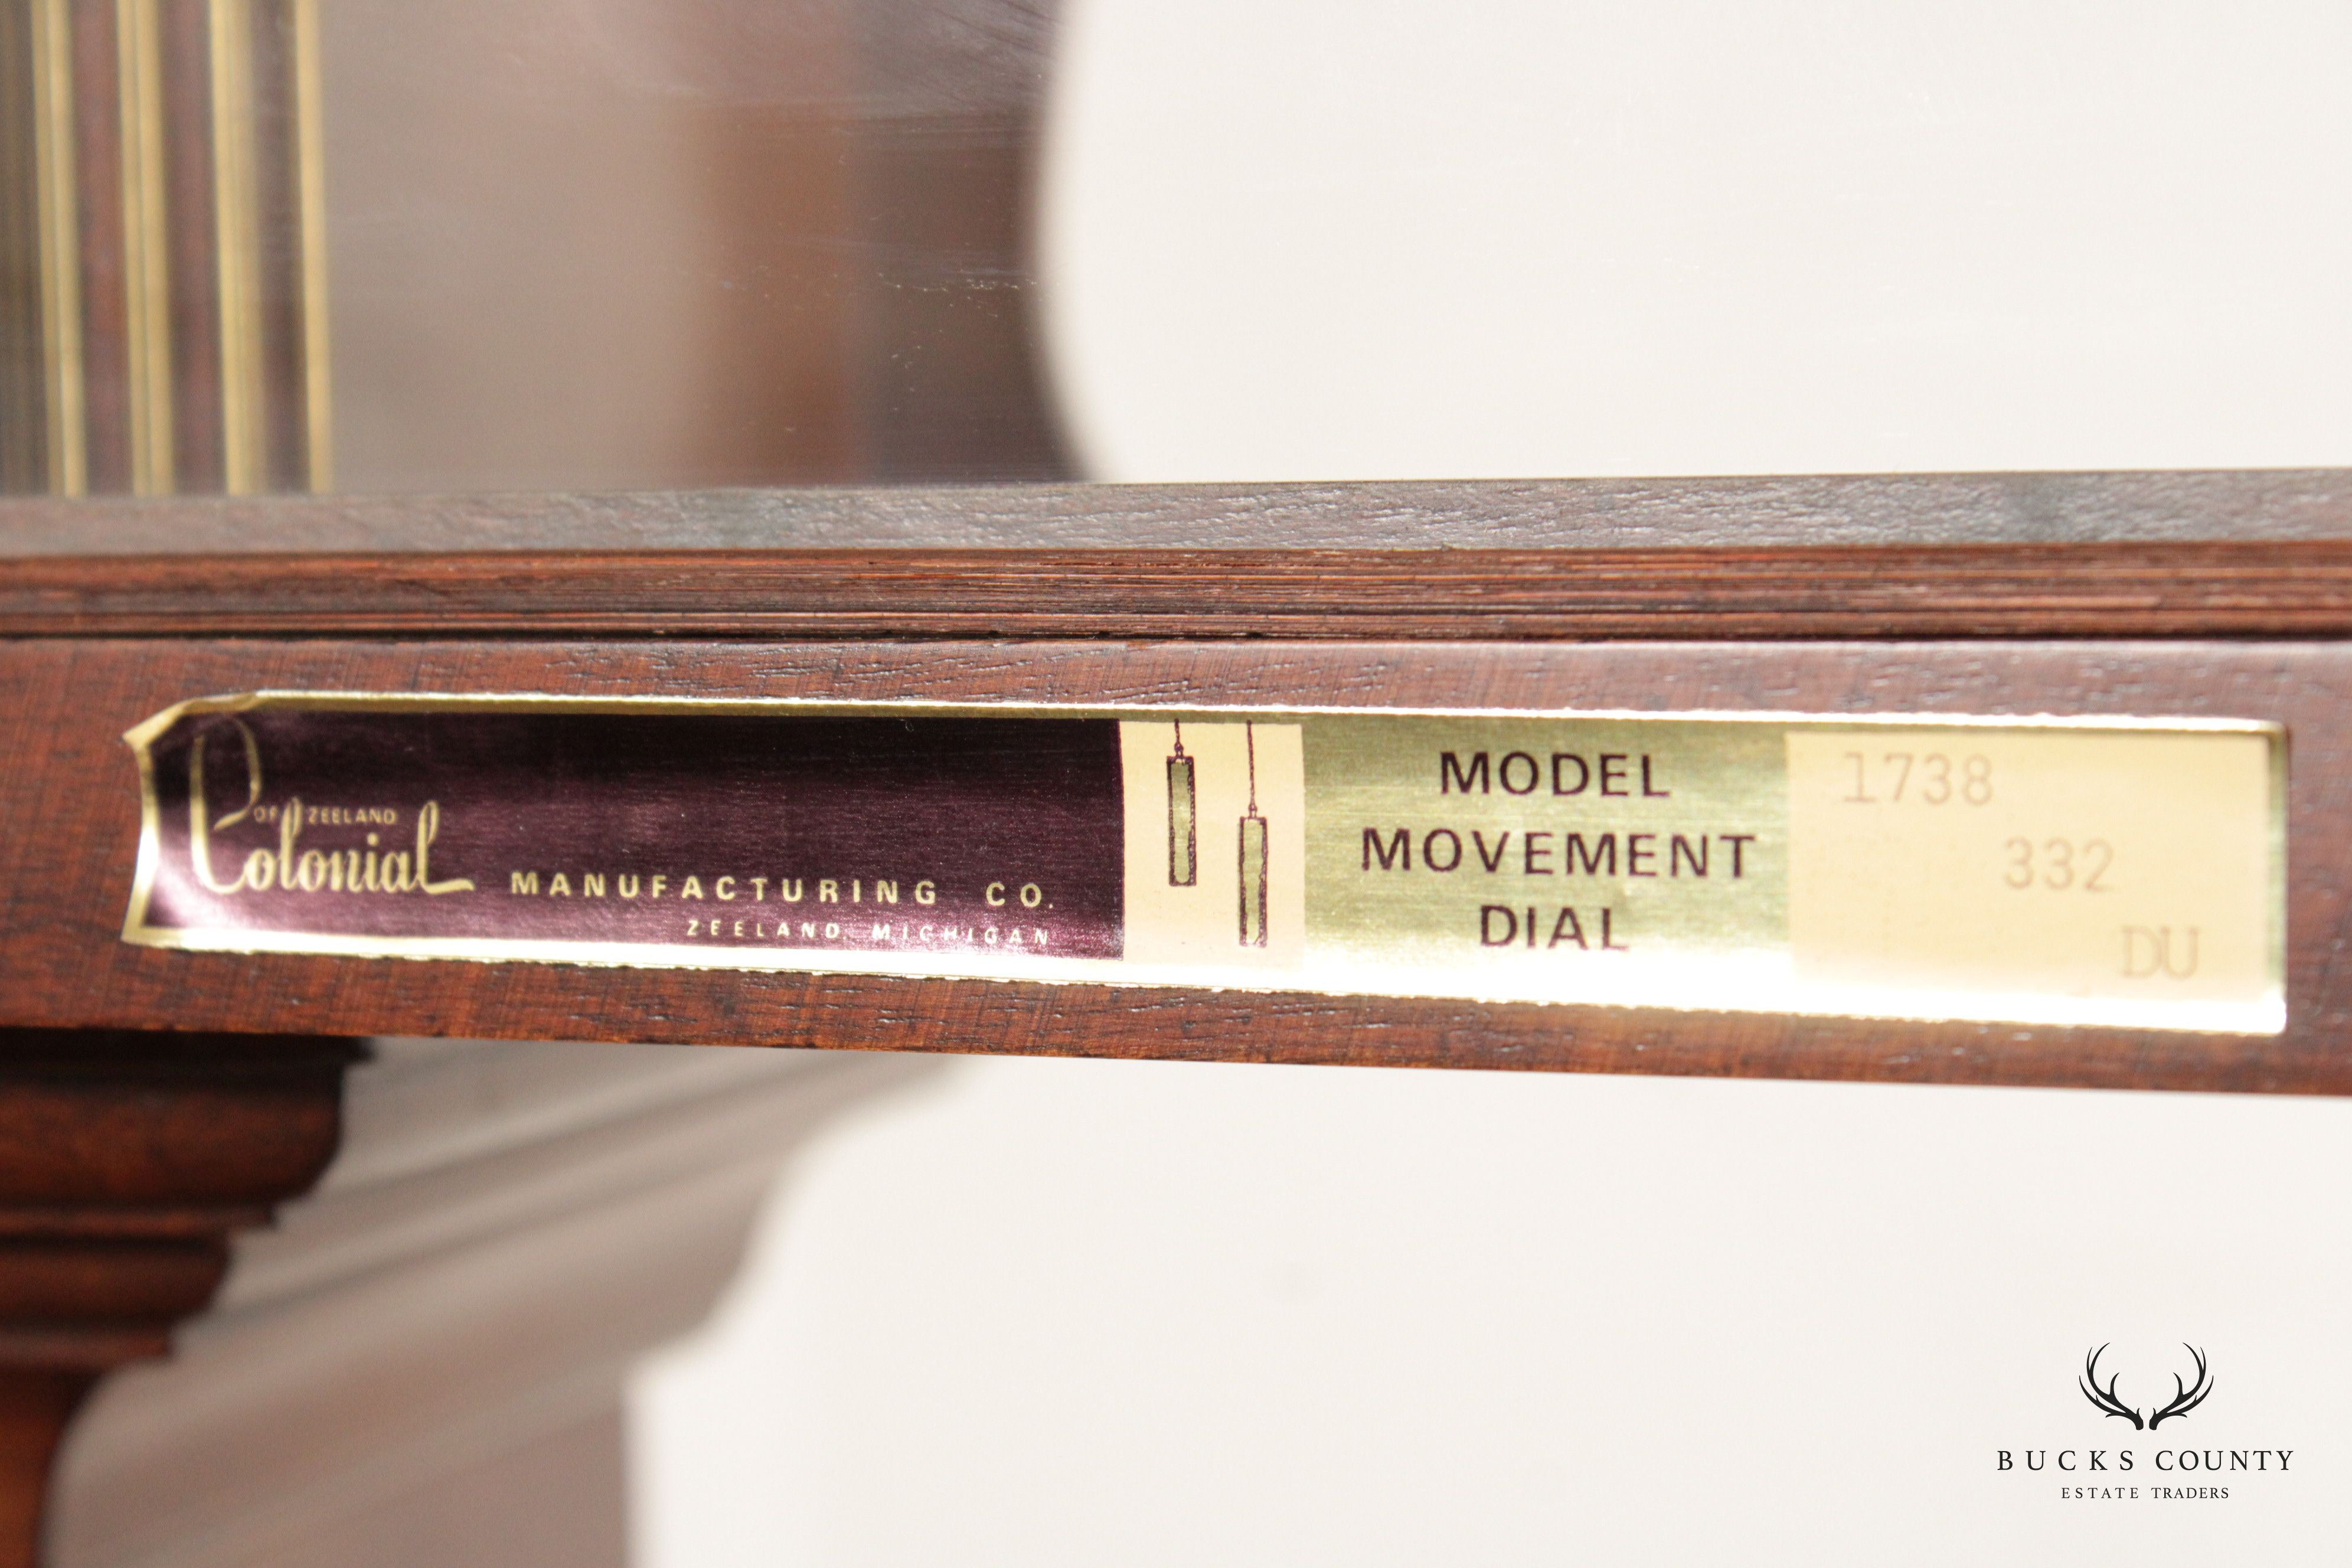 OF ZEELAND
Colonial MANUFACTURING CO.
ZEELAND, MICHIGAN
MODEL 1738
MOVEMENT 332
DIAL DU
BUCKS COUNTY
ESTATE TRADERS